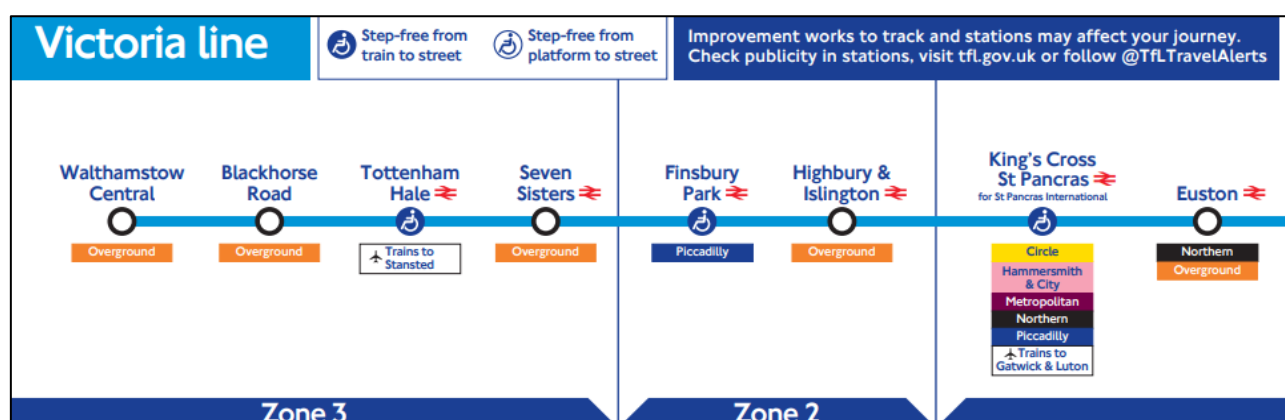 Victoria line
Step-free from
train to street
Step-free from
platform to street
Improvement works to track and stations may affect your journey.
Check publicity in stations, visit tfl.gov.uk or follow @TfLTravelAlerts
Walthamstow
Central
Overground
Blackhorse
Road
Overground
Tottenham
Hale
Trains to
Stansted
Seven
Sisters
Overground
Finsbury
Park
Piccadilly
Highbury &
Islington
Overground
King's Cross
St Pancras
for St Pancras International
Circle
Hammersmith
& City
Metropolitan
Northern
Piccadilly
Trains to
Gatwick & Luton
Euston
Northern
Overground
Zone 3
Zone 2